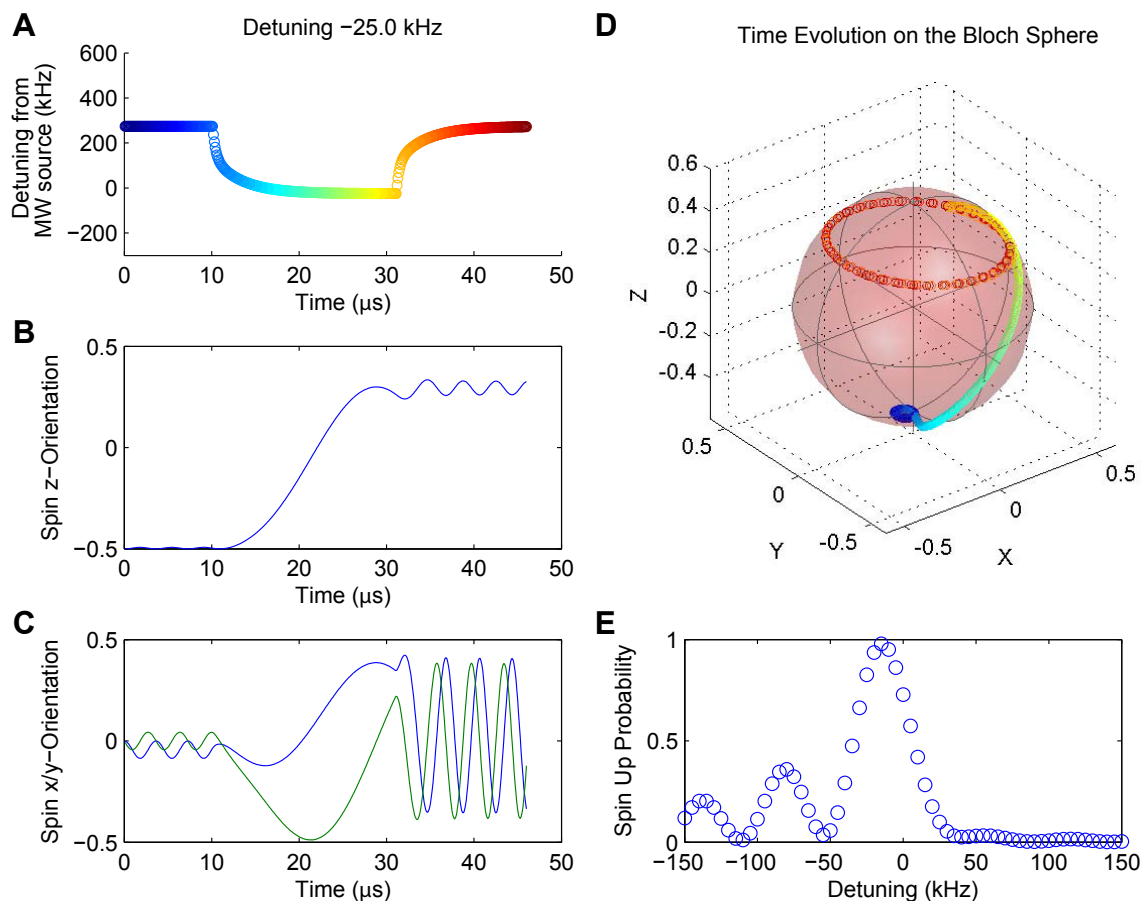 A
Detuning −25.0 kHz
600
400
200
0
−200
Detuning from
MW source (kHz)
0 10 20 30 40 50
Time (µs)
B
0.5
0
−0.5
Spin z−Orientation
0 10 20 30 40 50
Time (µs)
C
0.5
0
−0.5
Spin x/y−Orientation
0 10 20 30 40 50
Time (µs)
D
Time Evolution on the Bloch Sphere
0.6
0.4
0.2
0
-0.2
-0.4
Z
0.5
0
-0.5
Y
-0.5
0
0.5
X
E
1
0.5
0
Spin Up Probability
−150 −100 −50 0 50 100 150
Detuning (kHz)